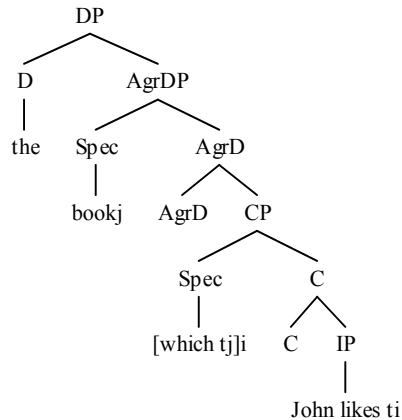 DP
D AgrDP
the Spec AgrD
bookj AgrD CP
Spec C
[which tj]i C IP
John likes ti